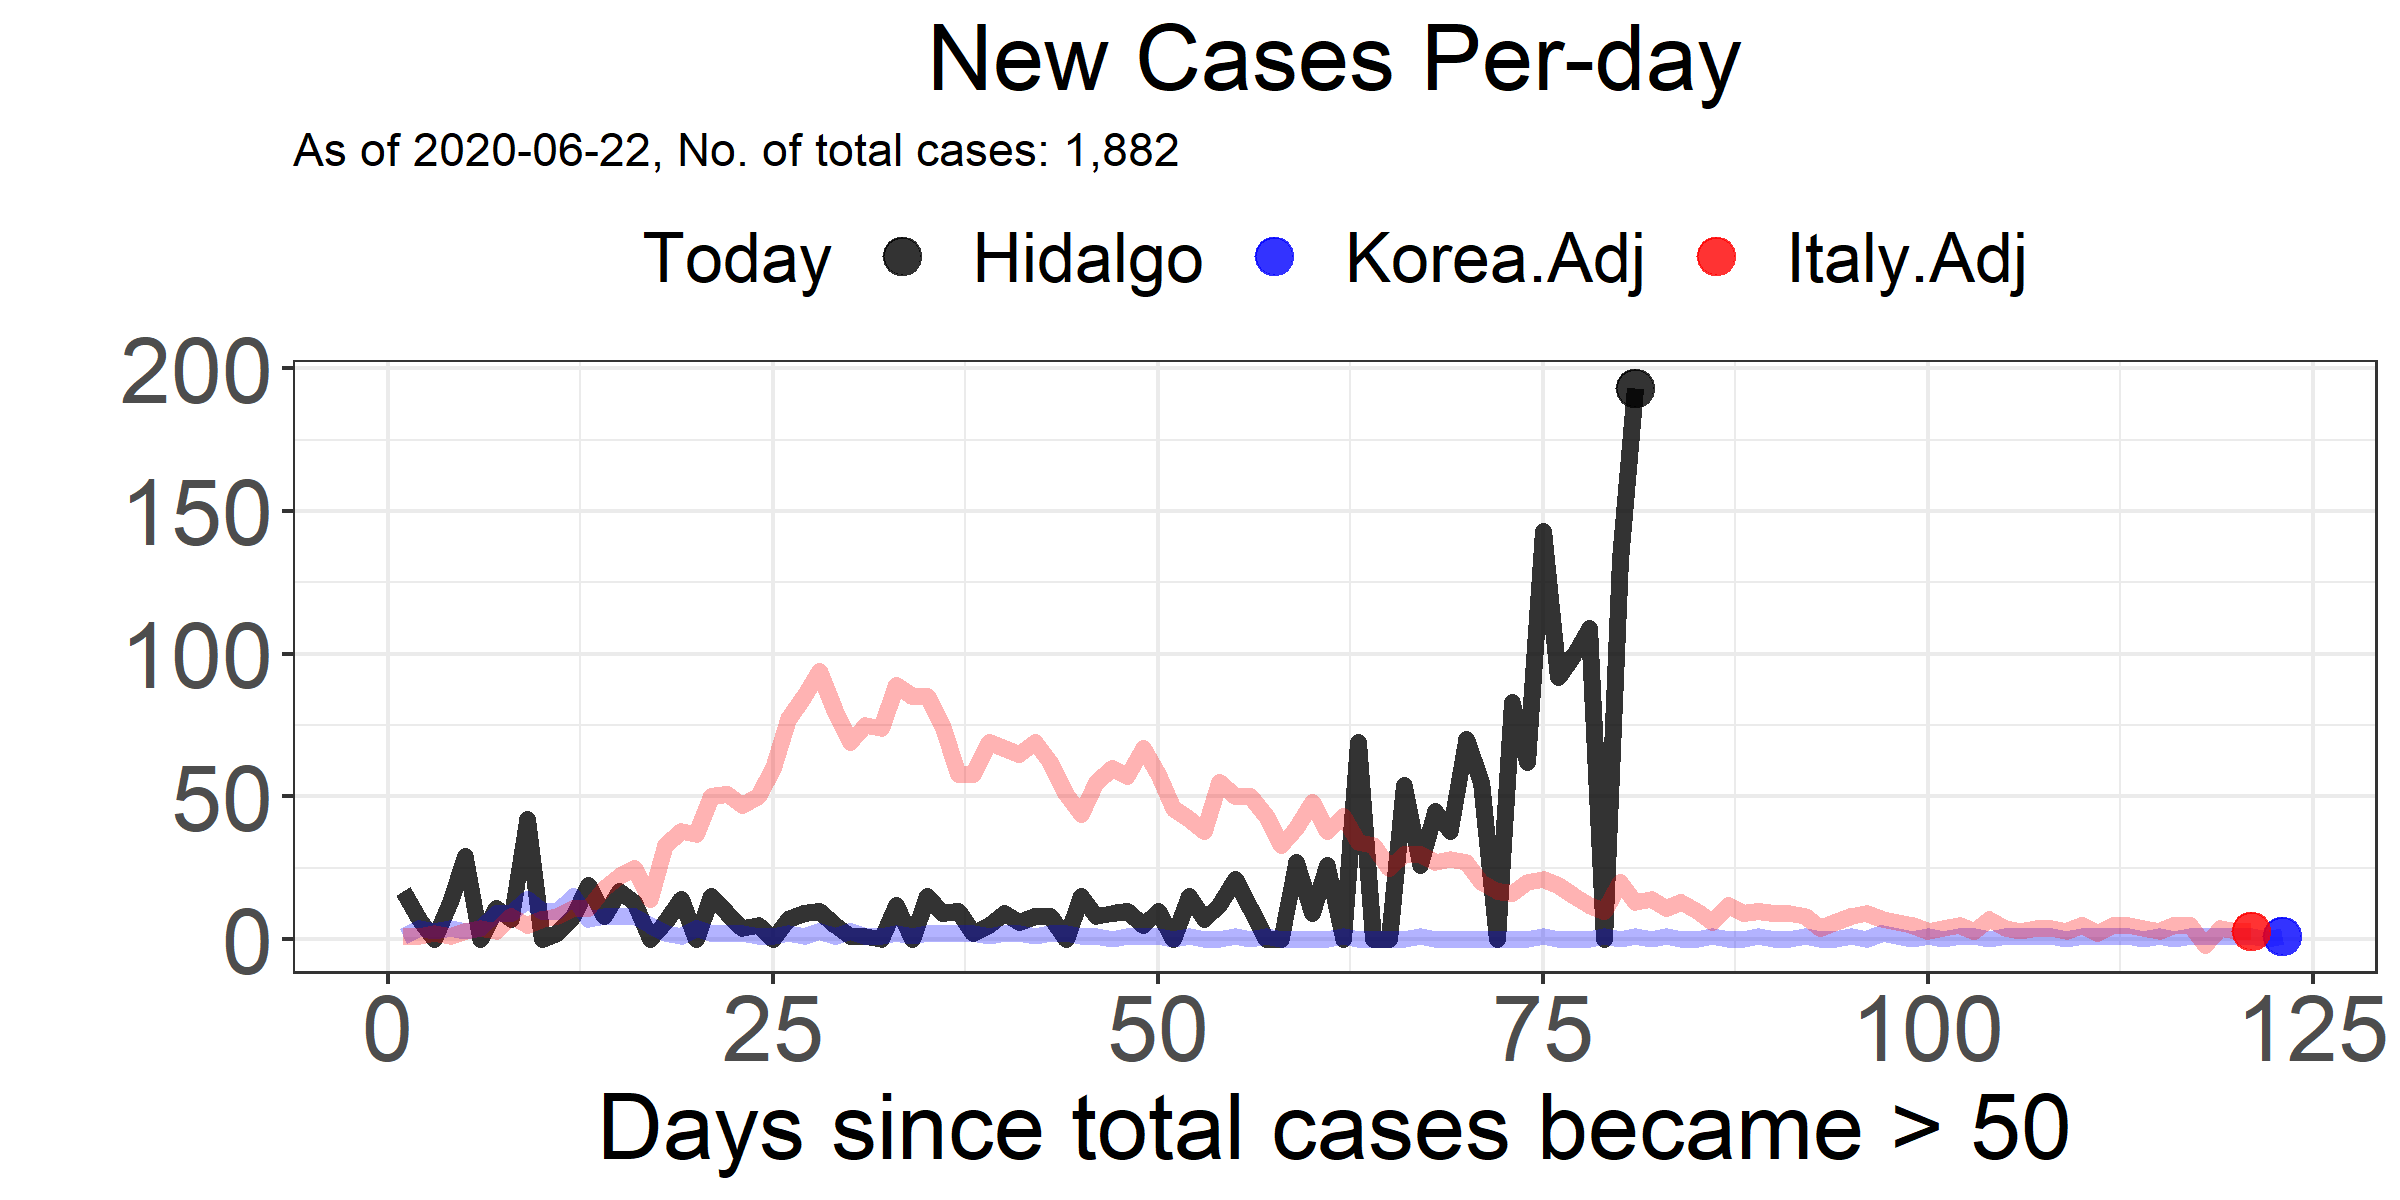 New Cases Per-day
As of 2020-06-22, No. of total cases: 1,882
Today Hidalgo Korea.Adj Italy.Adj
200
150
100
50
0
0 25 50 75 100 125
Days since total cases became > 50